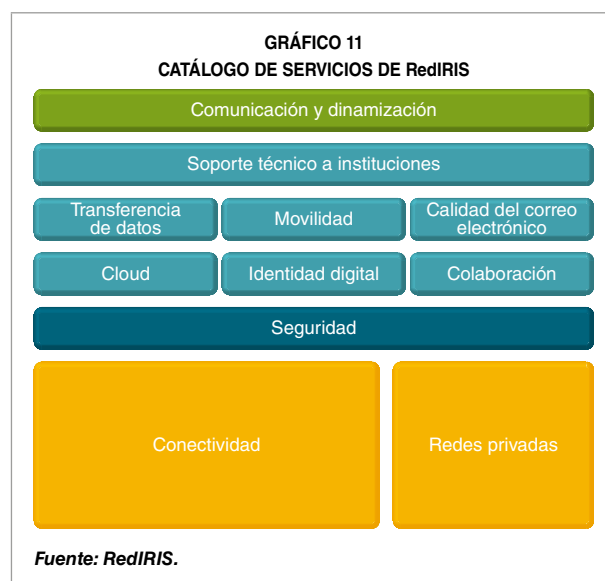 GRÁFICO 11
CATÁLOGO DE SERVICIOS DE RedIRIS
Comunicación y dinamización
Soporte técnico a instituciones
Transferencia
de datos
Movilidad
Calidad del correo
electrónico
Cloud
Identidad digital
Colaboración
Seguridad
Conectividad
Redes privadas
Fuente: RedIRIS.